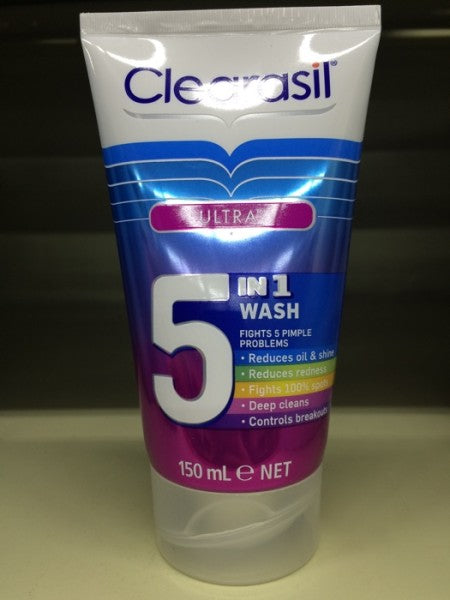 Clearasil®
ULTRA
5 IN 1
WASH
FIGHTS 5 PIMPLE
PROBLEMS
• Reduces oil & shine
• Reduces redness
• Fights 100% spots
• Deep cleans
• Controls breakouts
150 mL ℮ NET